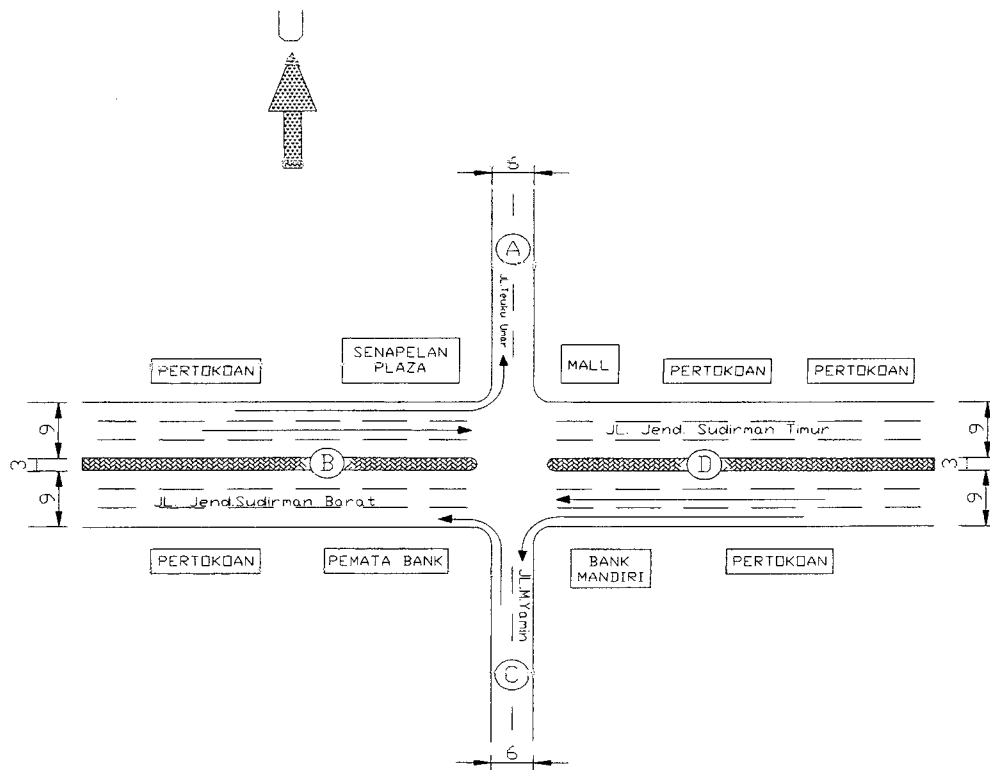 U
6
A
JL.Teuku Umar
SENAPELAN
PLAZA
MALL
PERTOKOAN
PERTOKOAN
PERTOKOAN
9
JL. Jend. Sudirman Timur
9
3
B
D
3
9
JL. Jend.Sudirman Barat
9
PERTOKOAN
PEMATA BANK
BANK
MANDIRI
PERTOKOAN
JL.M.Yamin
C
6